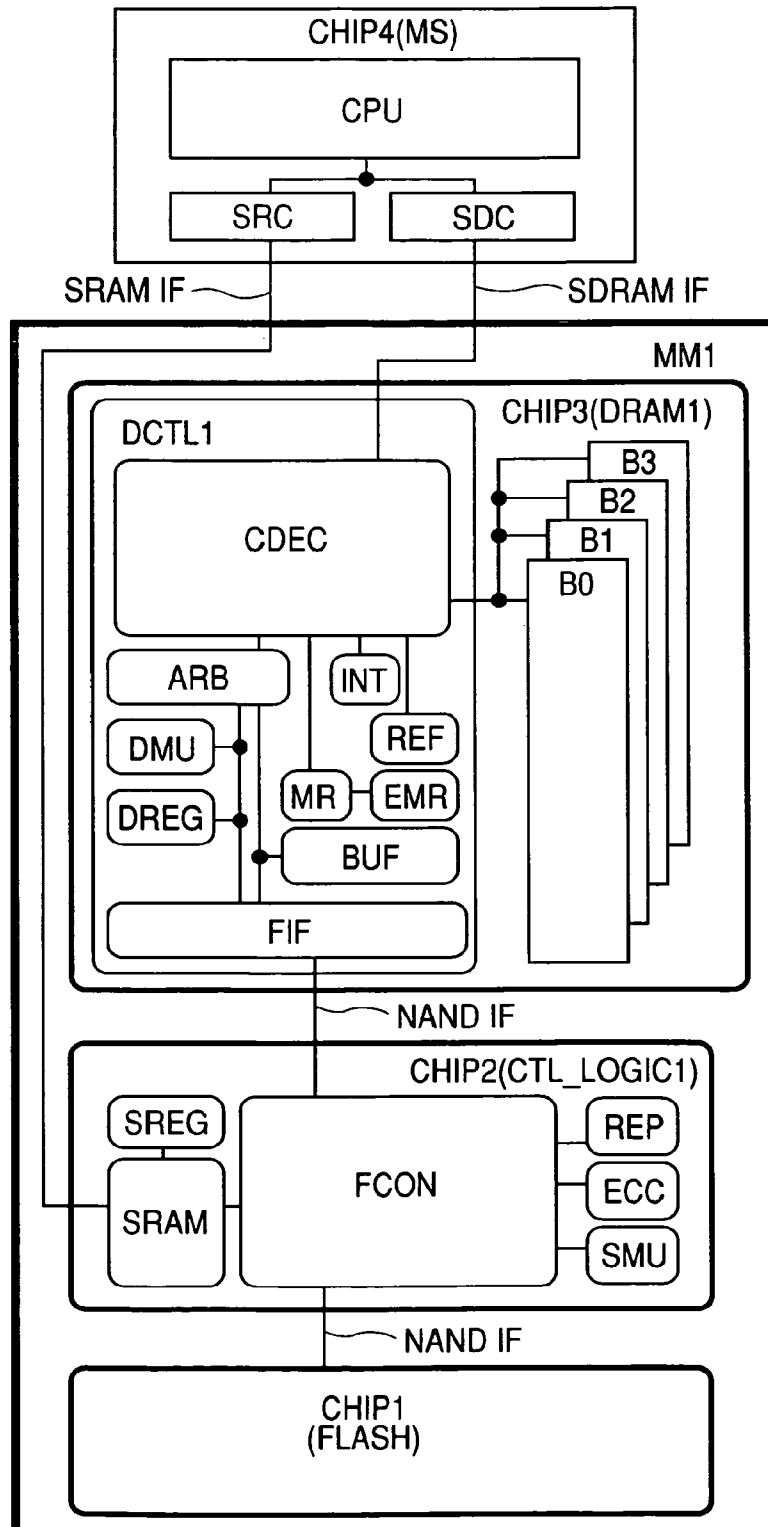 CHIP4(MS)
CPU
SRC
SDC
SRAM IF
SDRAM IF
MM1
CHIP3(DRAM1)
DCTL1
B3
B2
B1
B0
CDEC
ARB
INT
DMU
REF
MR
EMR
DREG
BUF
FIF
NAND IF
CHIP2(CTL_LOGIC1)
SREG
REP
FCON
ECC
SRAM
SMU
NAND IF
CHIP1
(FLASH)